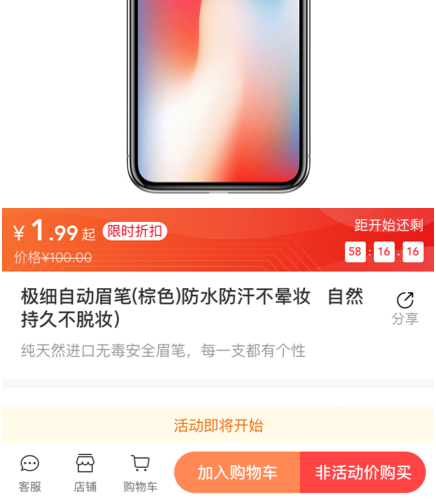 ¥ 1.99 起 限时折扣 距开始还剩
价格¥100.00 58 : 16 : 16
极细自动眉笔(棕色)防水防汗不晕妆 自然
持久不脱妆)
分享
纯天然进口无毒安全眉笔，每一支都有个性
活动即将开始
客服 店铺 购物车 加入购物车 非活动价购买